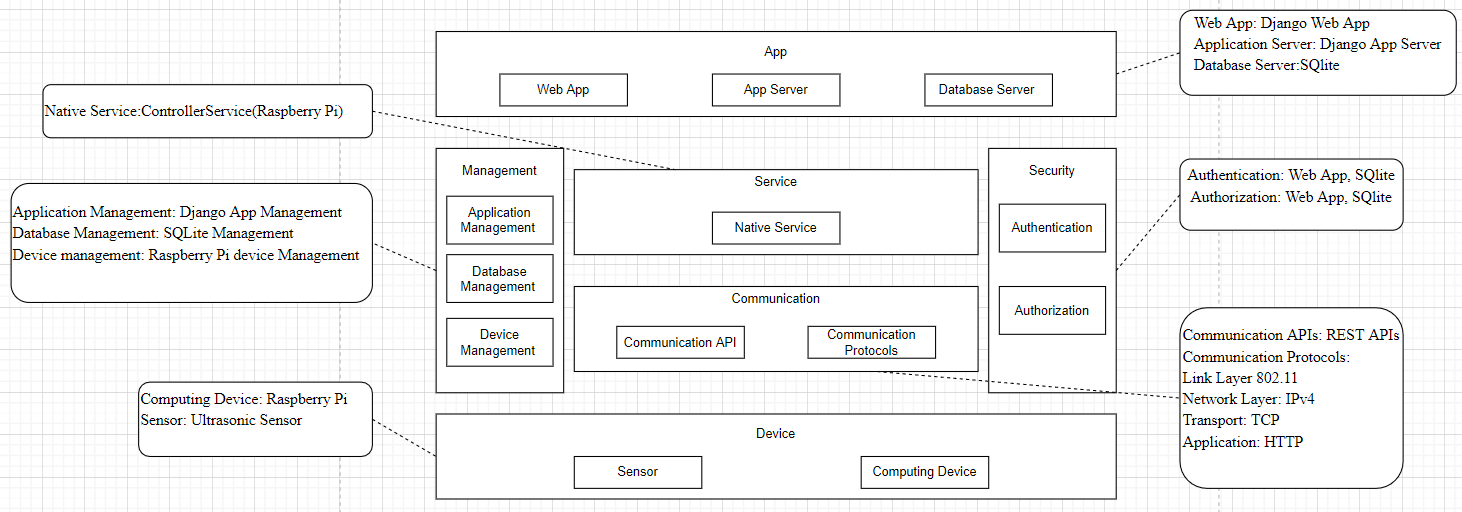 Web App: Django Web App
Application Server: Django App Server
Database Server:SQlite
App
Web App
App Server
Database Server
Native Service:ControllerService(Raspberry Pi)
Management
Application
Management
Database
Management
Device
Management
Service
Native Service
Security
Authentication
Authorization
Authentication: Web App, SQlite
Authorization: Web App, SQlite
Application Management: Django App Management
Database Management: SQLite Management
Device management: Raspberry Pi device Management
Communication
Communication API
Communication
Protocols
Communication APIs: REST APIs
Communication Protocols:
Link Layer 802.11
Network Layer: IPv4
Transport: TCP
Application: HTTP
Computing Device: Raspberry Pi
Sensor: Ultrasonic Sensor
Device
Sensor
Computing Device